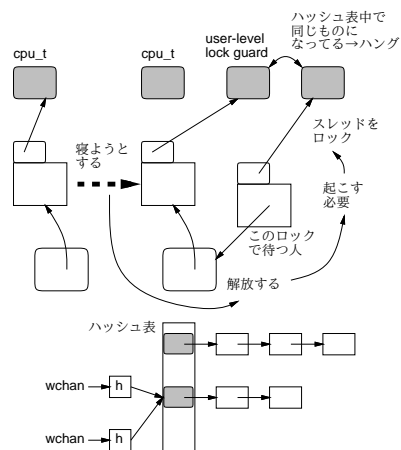 cpu_t
cpu_t
user-level
lock guard
ハッシュ表中で
同じものに
なってる→ハング
寝ようと
する
スレッドを
ロック
起こす
必要
このロック
で待つ人
解放する
ハッシュ表
wchan
h
wchan
h